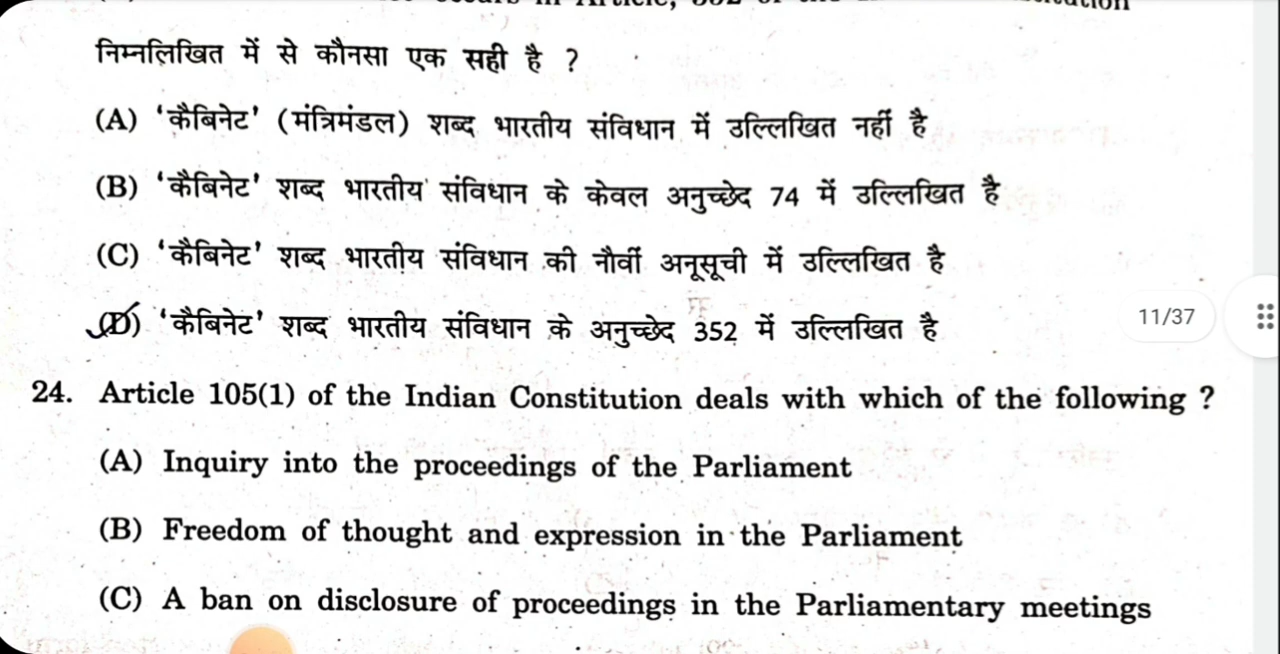 निम्नलिखित में से कौनसा एक सही है ?
(A) ‘कैबिनेट’ (मंत्रिमंडल) शब्द भारतीय संविधान में उल्लिखित नहीं है
(B) ‘कैबिनेट’ शब्द भारतीय संविधान के केवल अनुच्छेद 74 में उल्लिखित है
(C) ‘कैबिनेट’ शब्द भारतीय संविधान की नौवीं अनूसूची में उल्लिखित है
(D) ‘कैबिनेट’ शब्द भारतीय संविधान के अनुच्छेद 352 में उल्लिखित है
11/37
24. Article 105(1) of the Indian Constitution deals with which of the following ?
(A) Inquiry into the proceedings of the Parliament
(B) Freedom of thought and expression in the Parliament
(C) A ban on disclosure of proceedings in the Parliamentary meetings